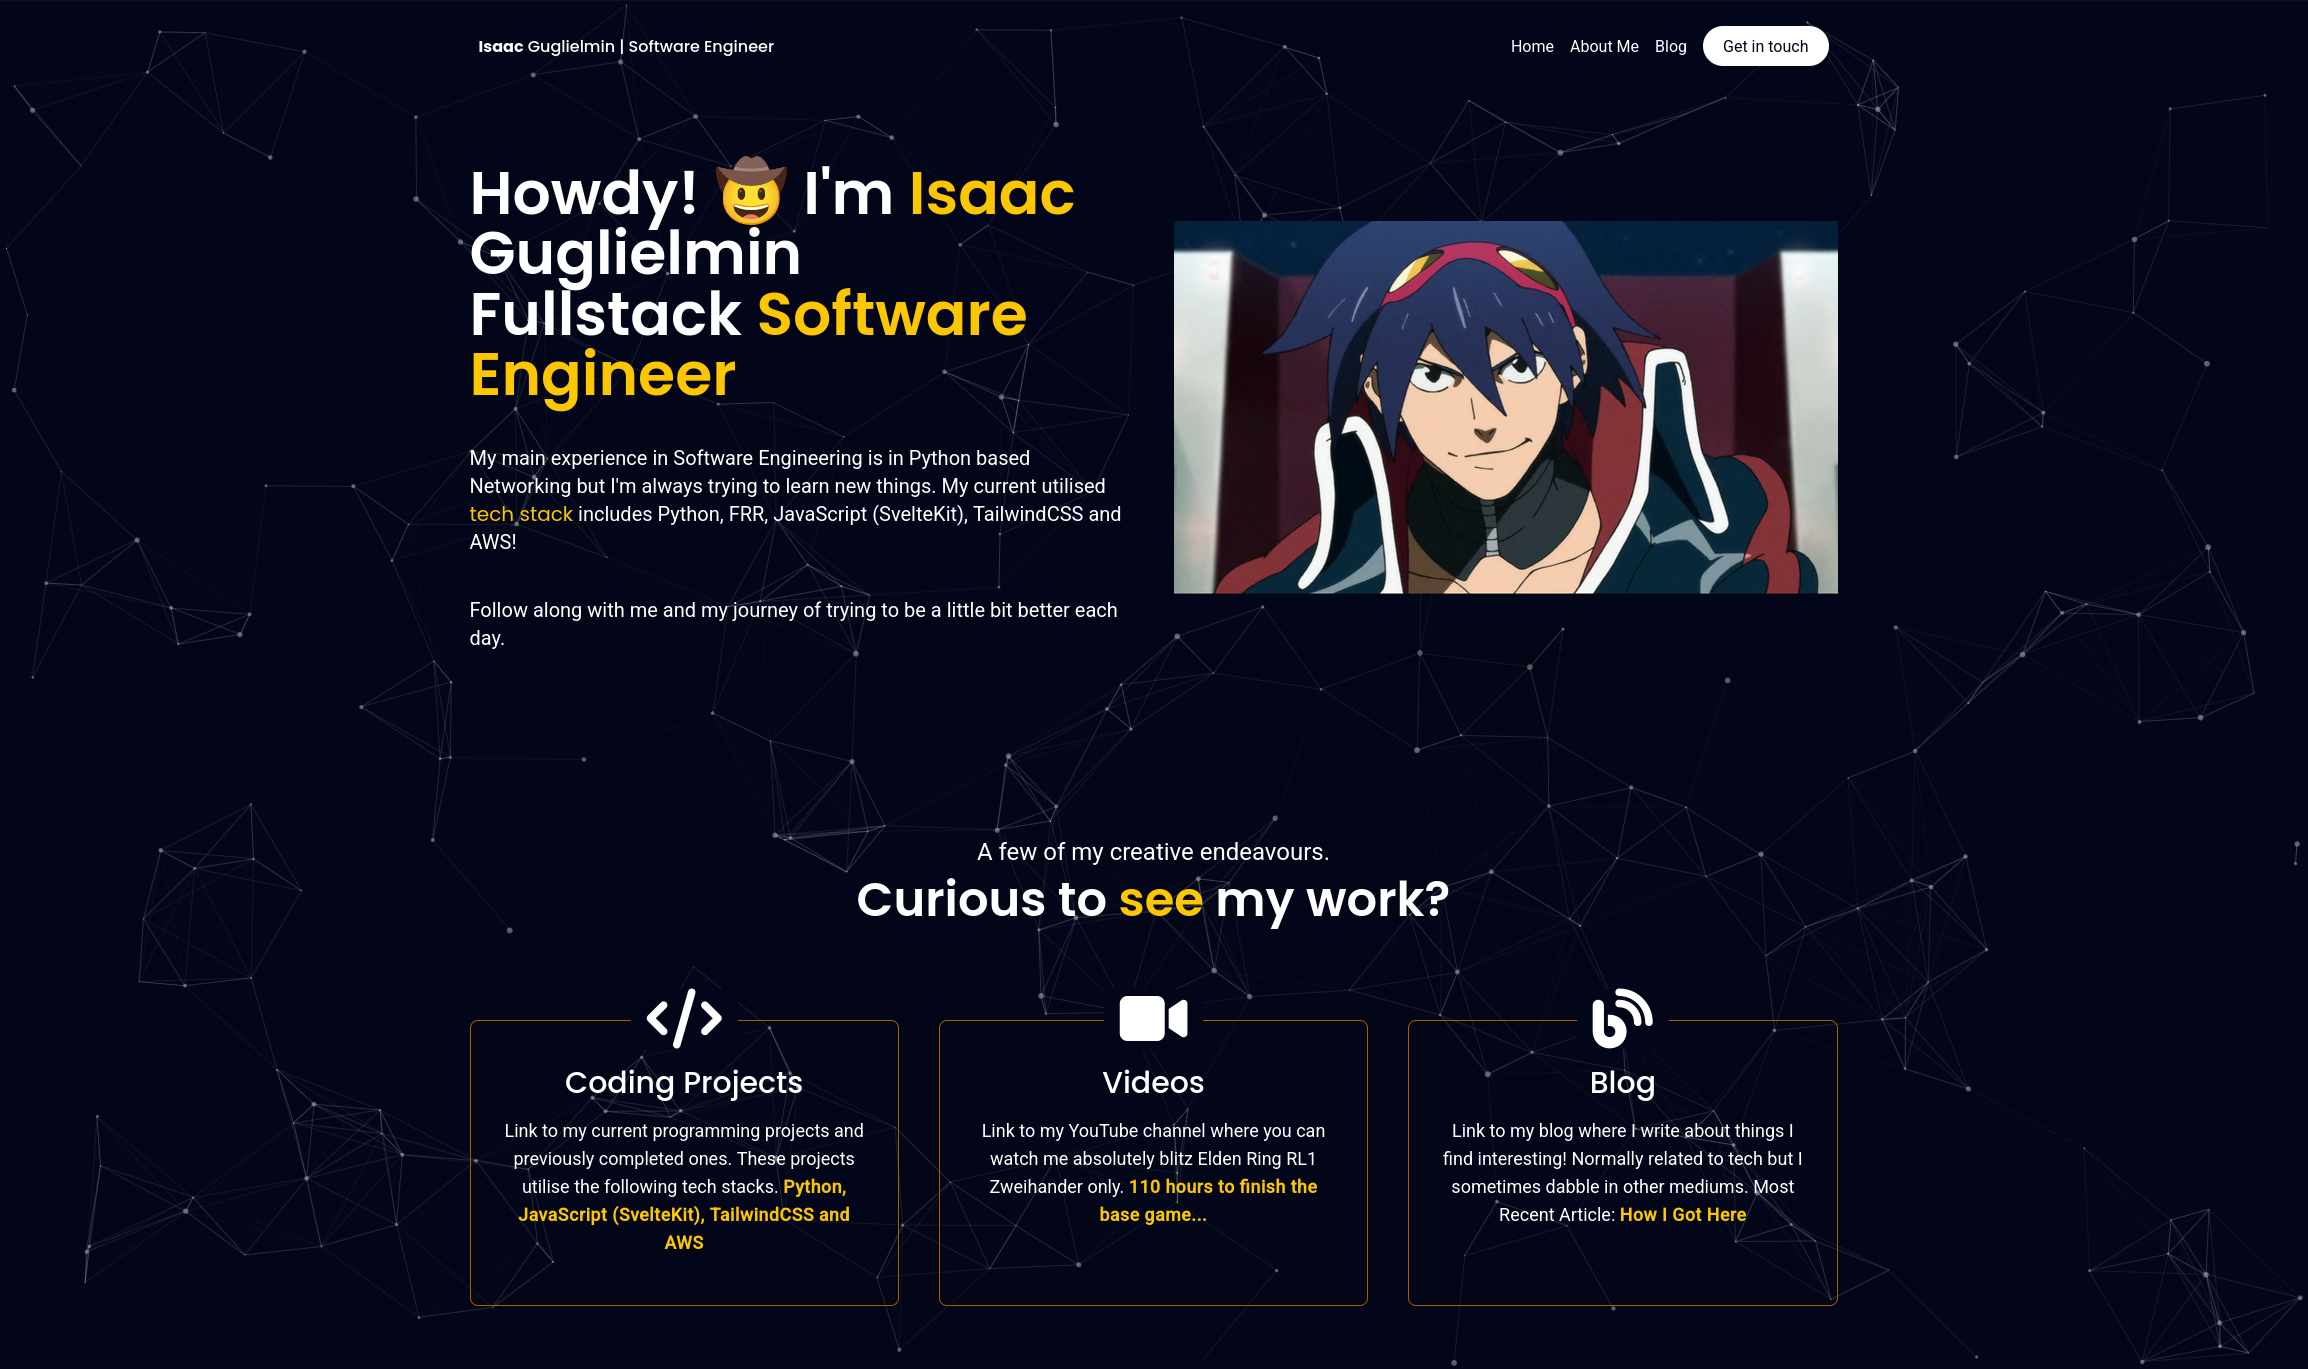 Isaac Guglielmin | Software Engineer
Home About Me Blog Get in touch
Howdy! 🤠 I'm Isaac
Guglielmin
Fullstack Software
Engineer
My main experience in Software Engineering is in Python based
Networking but I'm always trying to learn new things. My current utilised
tech stack includes Python, FRR, JavaScript (SvelteKit), TailwindCSS and
AWS!
Follow along with me and my journey of trying to be a little bit better each
day.
A few of my creative endeavours.
Curious to see my work?
Coding Projects
Link to my current programming projects and
previously completed ones. These projects
utilise the following tech stacks. Python,
JavaScript (SvelteKit), TailwindCSS and
AWS
Videos
Link to my YouTube channel where you can
watch me absolutely blitz Elden Ring RL1
Zweihander only. 110 hours to finish the
base game...
Blog
Link to my blog where I write about things I
find interesting! Normally related to tech but I
sometimes dabble in other mediums. Most
Recent Article: How I Got Here